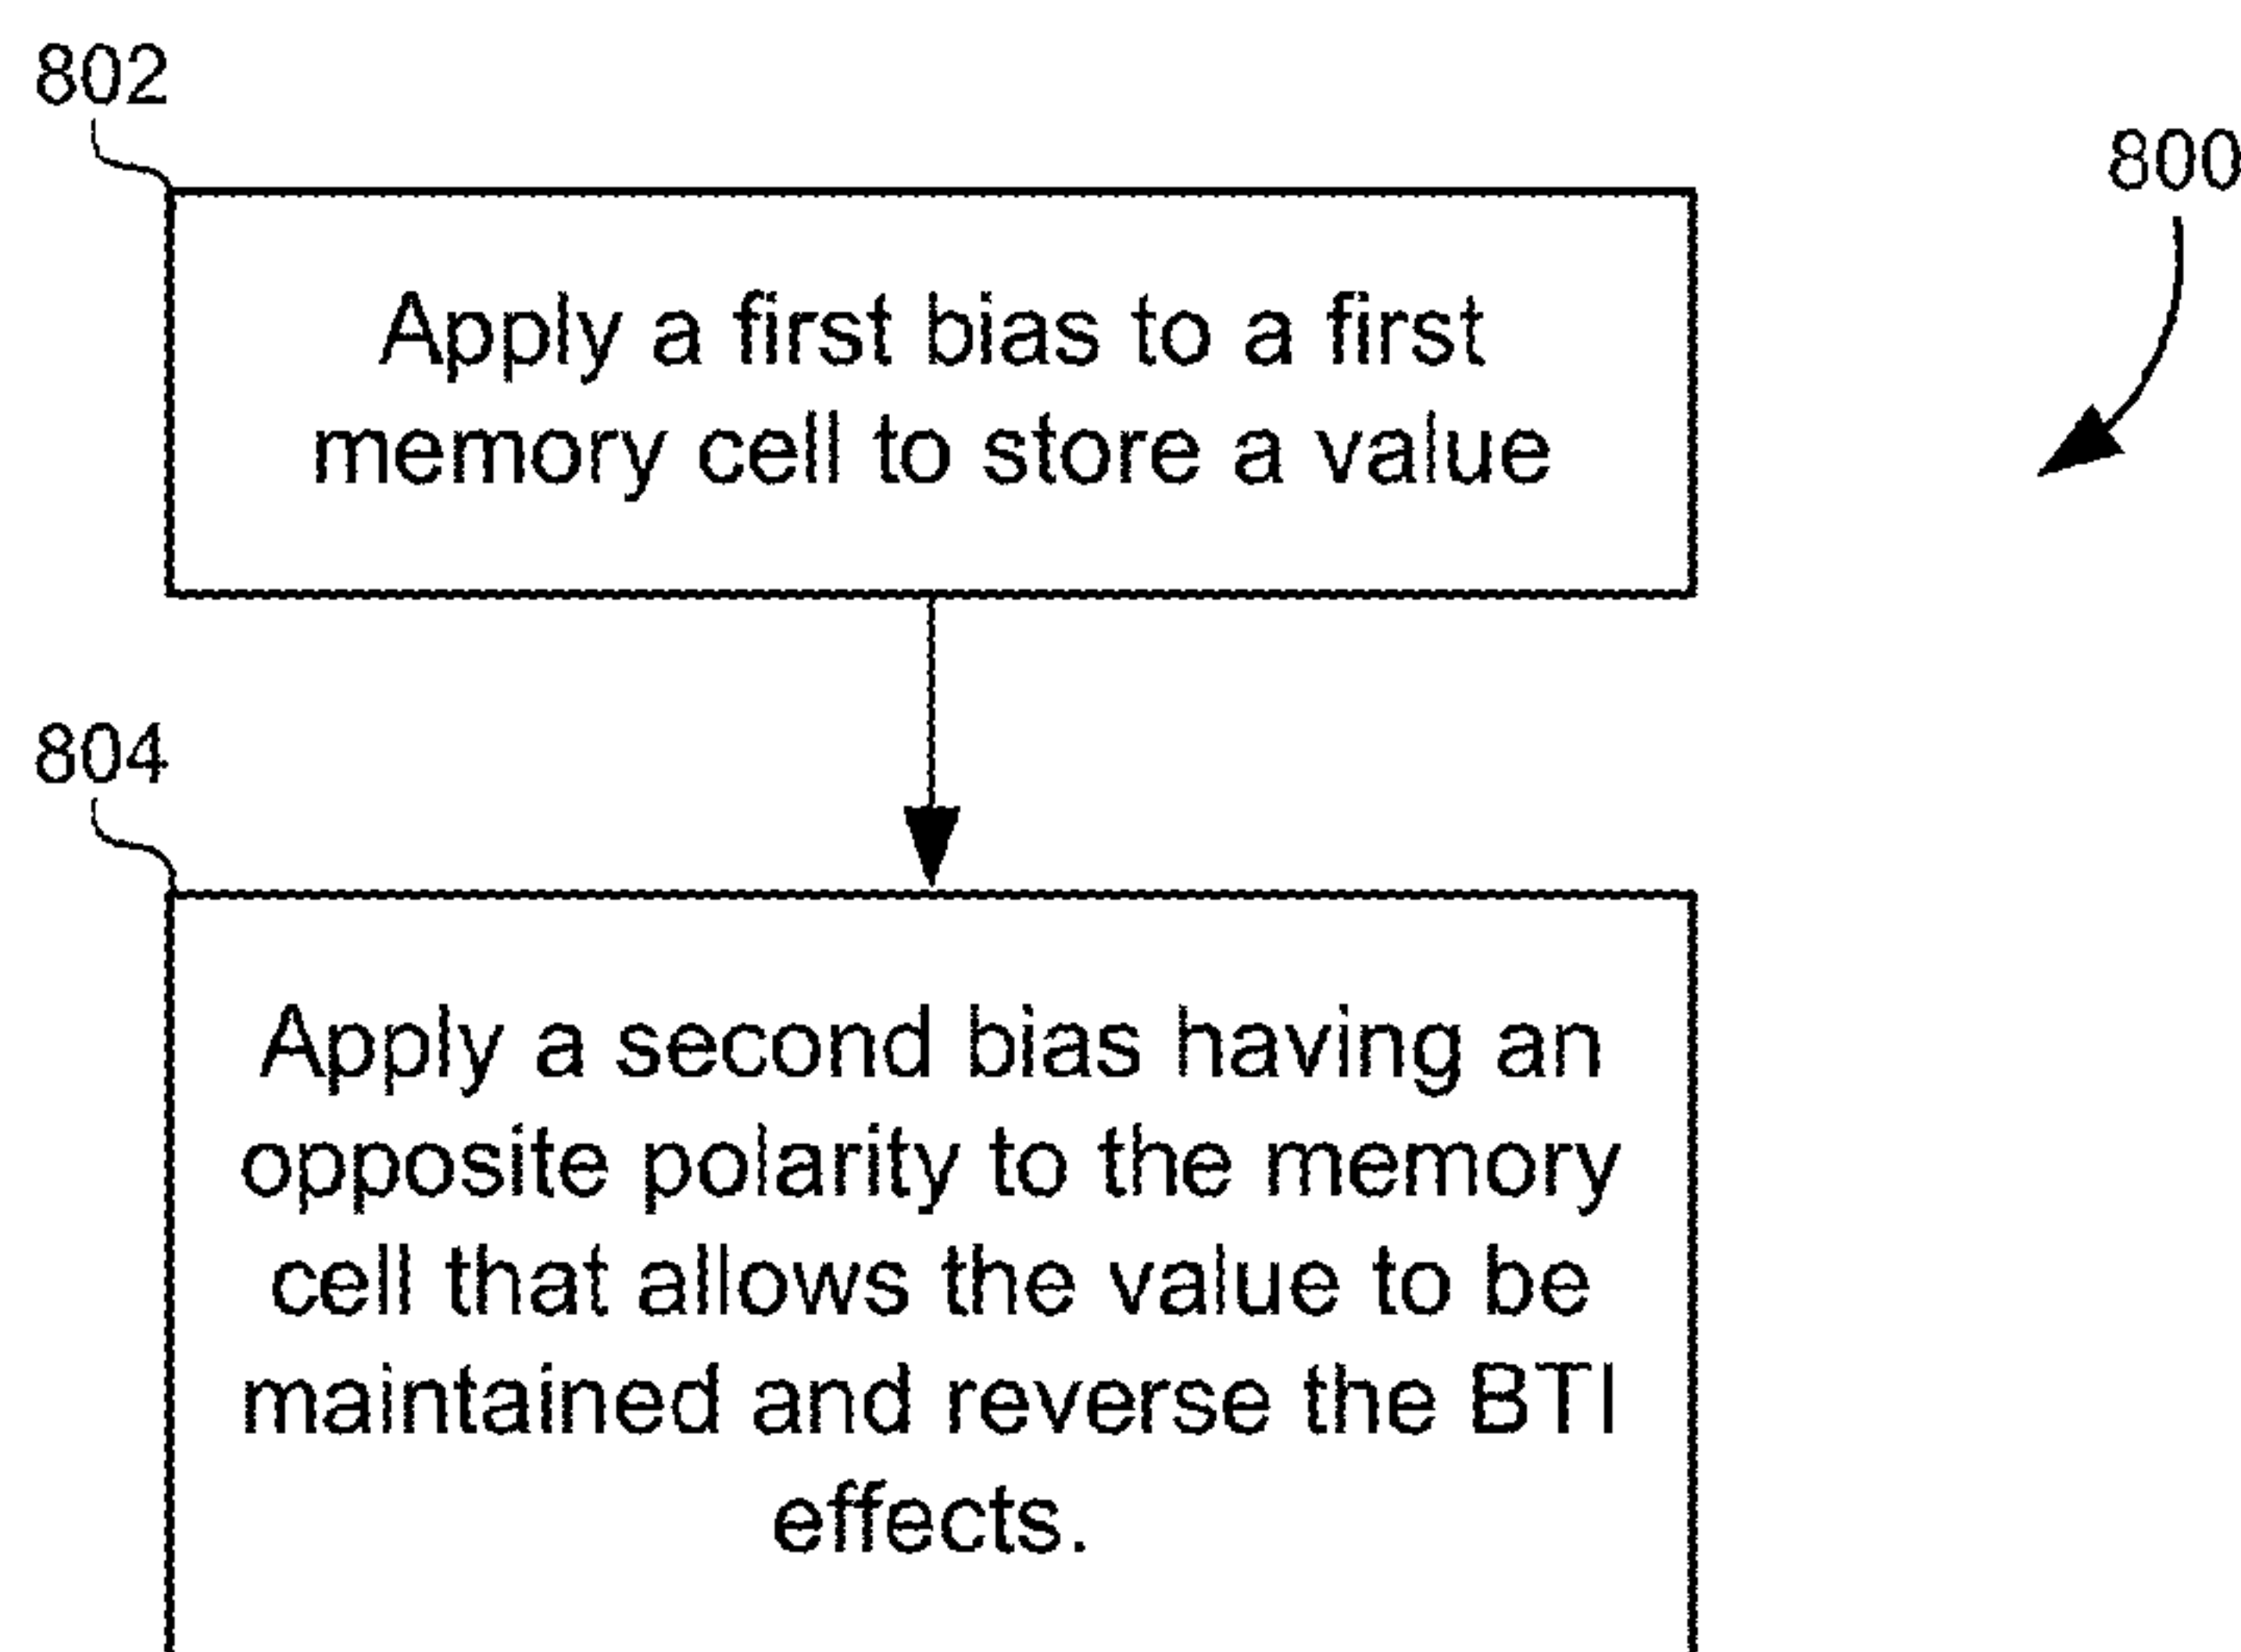 802
800
Apply a first bias to a first
memory cell to store a value
804
Apply a second bias having an
opposite polarity to the memory
cell that allows the value to be
maintained and reverse the BTI
effects.